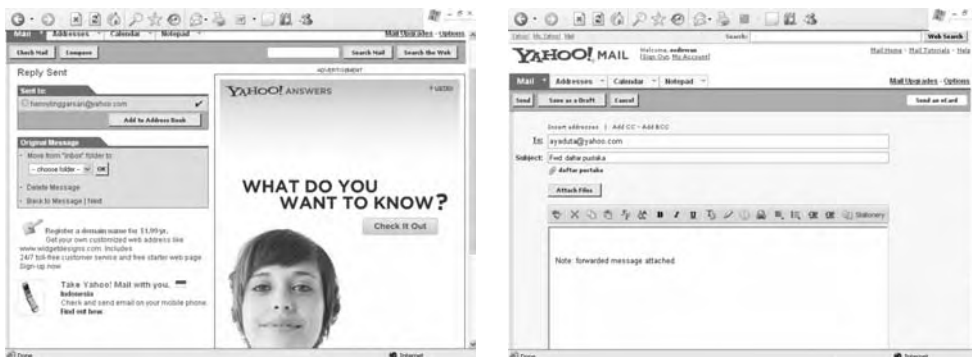 Mail Addresses Calendar Notepad Mail Upgrades - Options
Check Mail Compose Search Mail Search the Web
Reply Sent
ADVERTISEMENT
Sent to:
Add to Address Book
Original Message
- Move from "Inbox" folder to:
- choose folder - OK
- Delete Message
- Back to Message | Next
Register a domain name for $1.99/yr.
Get your own customized web address like
www.widgetdesigns.com. Includes
24/7 toll-free customer service and free starter web page.
Sign-up now
Take Yahoo! Mail with you.
Indonesia
Check and send email on your mobile phone.
Find out how.
YAHOO! ANSWERS
WHAT DO YOU
WANT TO KNOW?
Check It Out
Done Internet
Yahoo! My Yahoo! Mail Search: Web Search
YAHOO! MAIL Welcome,
[Sign Out, My Account]
Mail Home - Mail Tutorials - Help
Mail Addresses Calendar Notepad Mail Upgrades - Options
Send Save as a Draft Cancel Send an eCard
Insert addresses | Add CC - Add BCC
To: ayaduta@yahoo.com
Subject: Fwd: daftar pustaka
daftar pustaka
Attach Files
B I U Stationery
Note: forwarded message attached
Done Internet